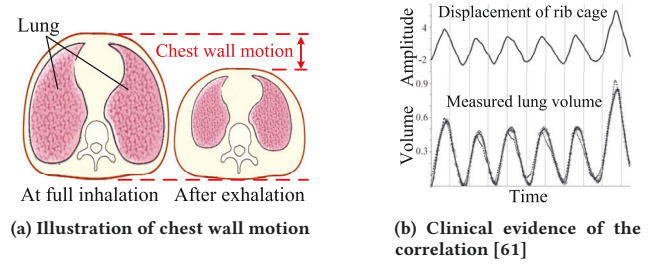 Lung
Chest wall motion
At full inhalation
After exhalation
(a) Illustration of chest wall motion
Displacement of rib cage
Amplitude
4
-2
0.9
Measured lung volume
Volume
0.6
0.3
Time
(b) Clinical evidence of the
correlation [61]